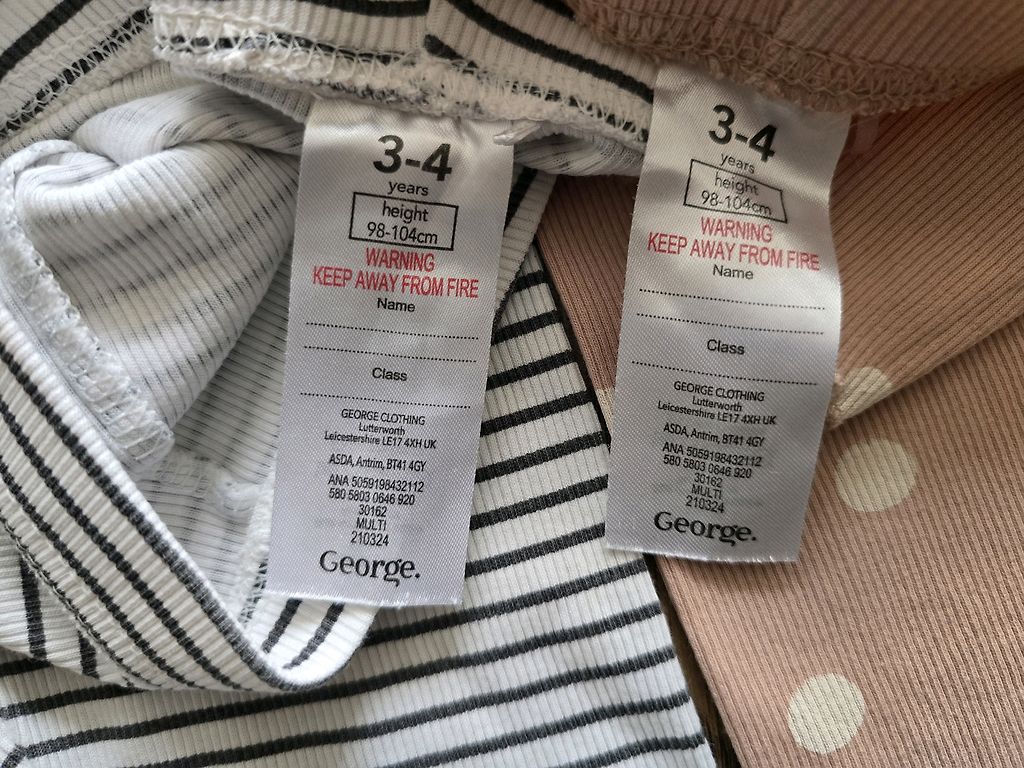 3-4
years
height
98-104cm
WARNING
KEEP AWAY FROM FIRE
Name
Class
GEORGE CLOTHING
Lutterworth
Leicestershire LE17 4XH UK
ASDA, Antrim, BT41 4GY
ANA 5059198432112
580 5803 0646 920
30162
MULTI
210324
George.
3-4
years
height
98-104cm
WARNING
KEEP AWAY FROM FIRE
Name
Class
GEORGE CLOTHING
Lutterworth
Leicestershire LE17 4XH UK
ASDA, Antrim, BT41 4GY
ANA 5059198432112
580 5803 0646 920
30162
MULTI
210324
George.